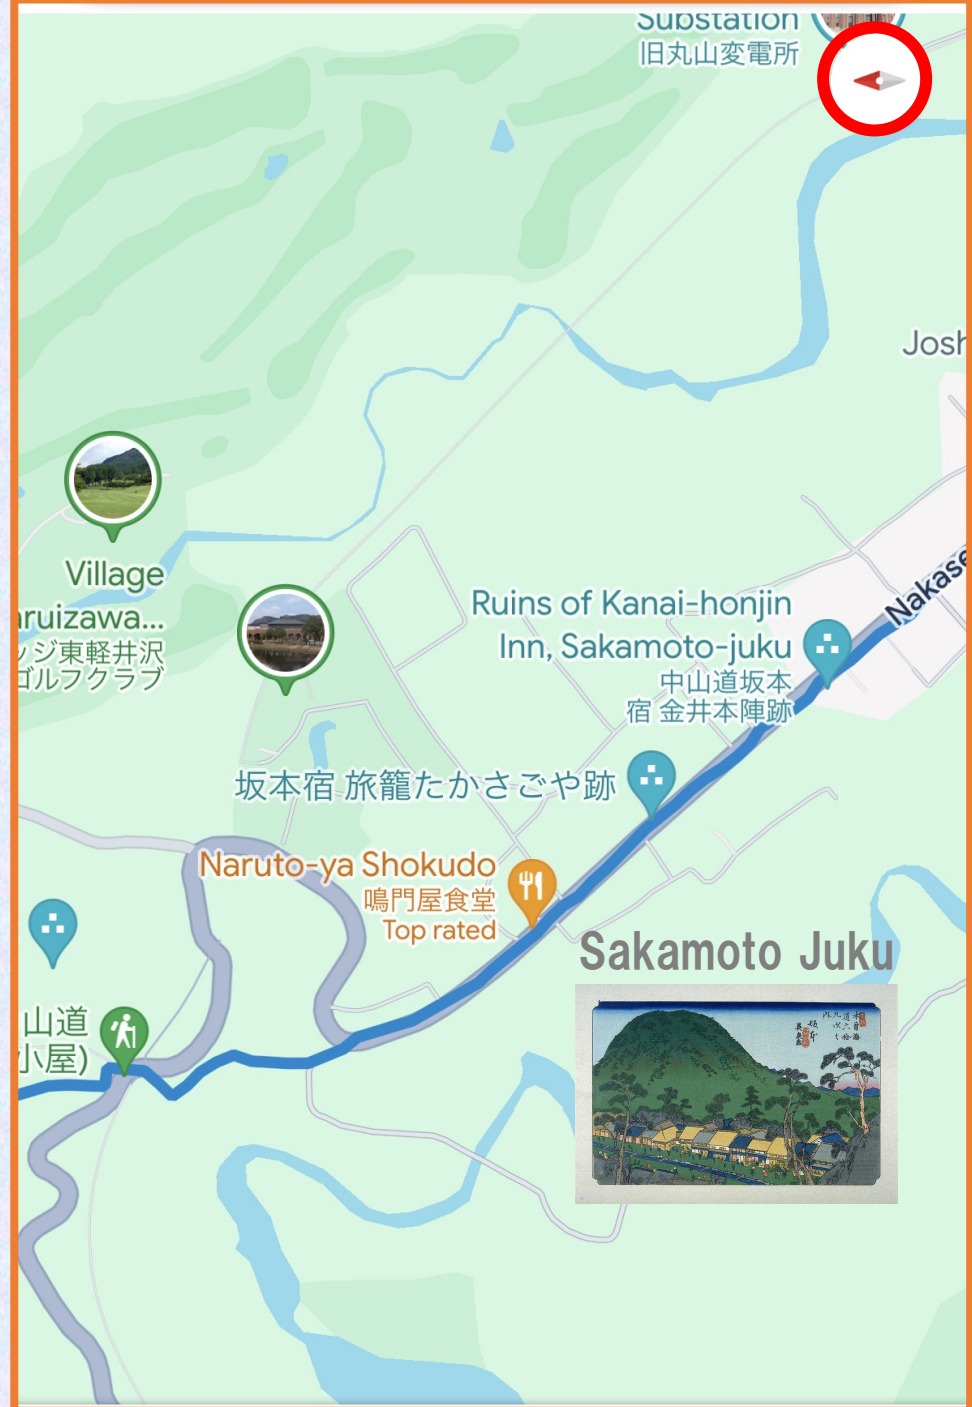 Substation
旧丸山変電所
Josh
Village
aruizawa...
ッジ東軽井沢
ゴルフクラブ
Nakase
Ruins of Kanai-honjin
Inn, Sakamoto-juku
中山道坂本
宿 金井本陣跡
坂本宿 旅籠たかさごや跡
Naruto-ya Shokudo
鳴門屋食堂
Top rated
Sakamoto Juku
山道
小屋)